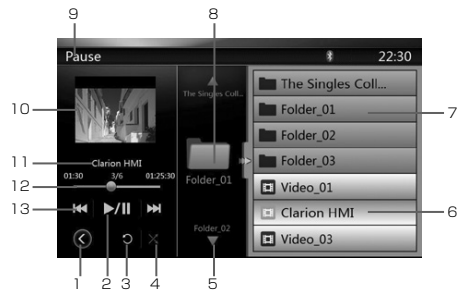 8
9
Pause 22:30
10
The Singles Coll...
The Singles Coll...
Folder_01
7
11
Clarion HMI
Folder_02
01:30 3/6 01:25:30
12
Folder_01
Folder_03
Video_01
13
Clarion HMI
6
Folder_02
Video_03
1 2 3 4 5